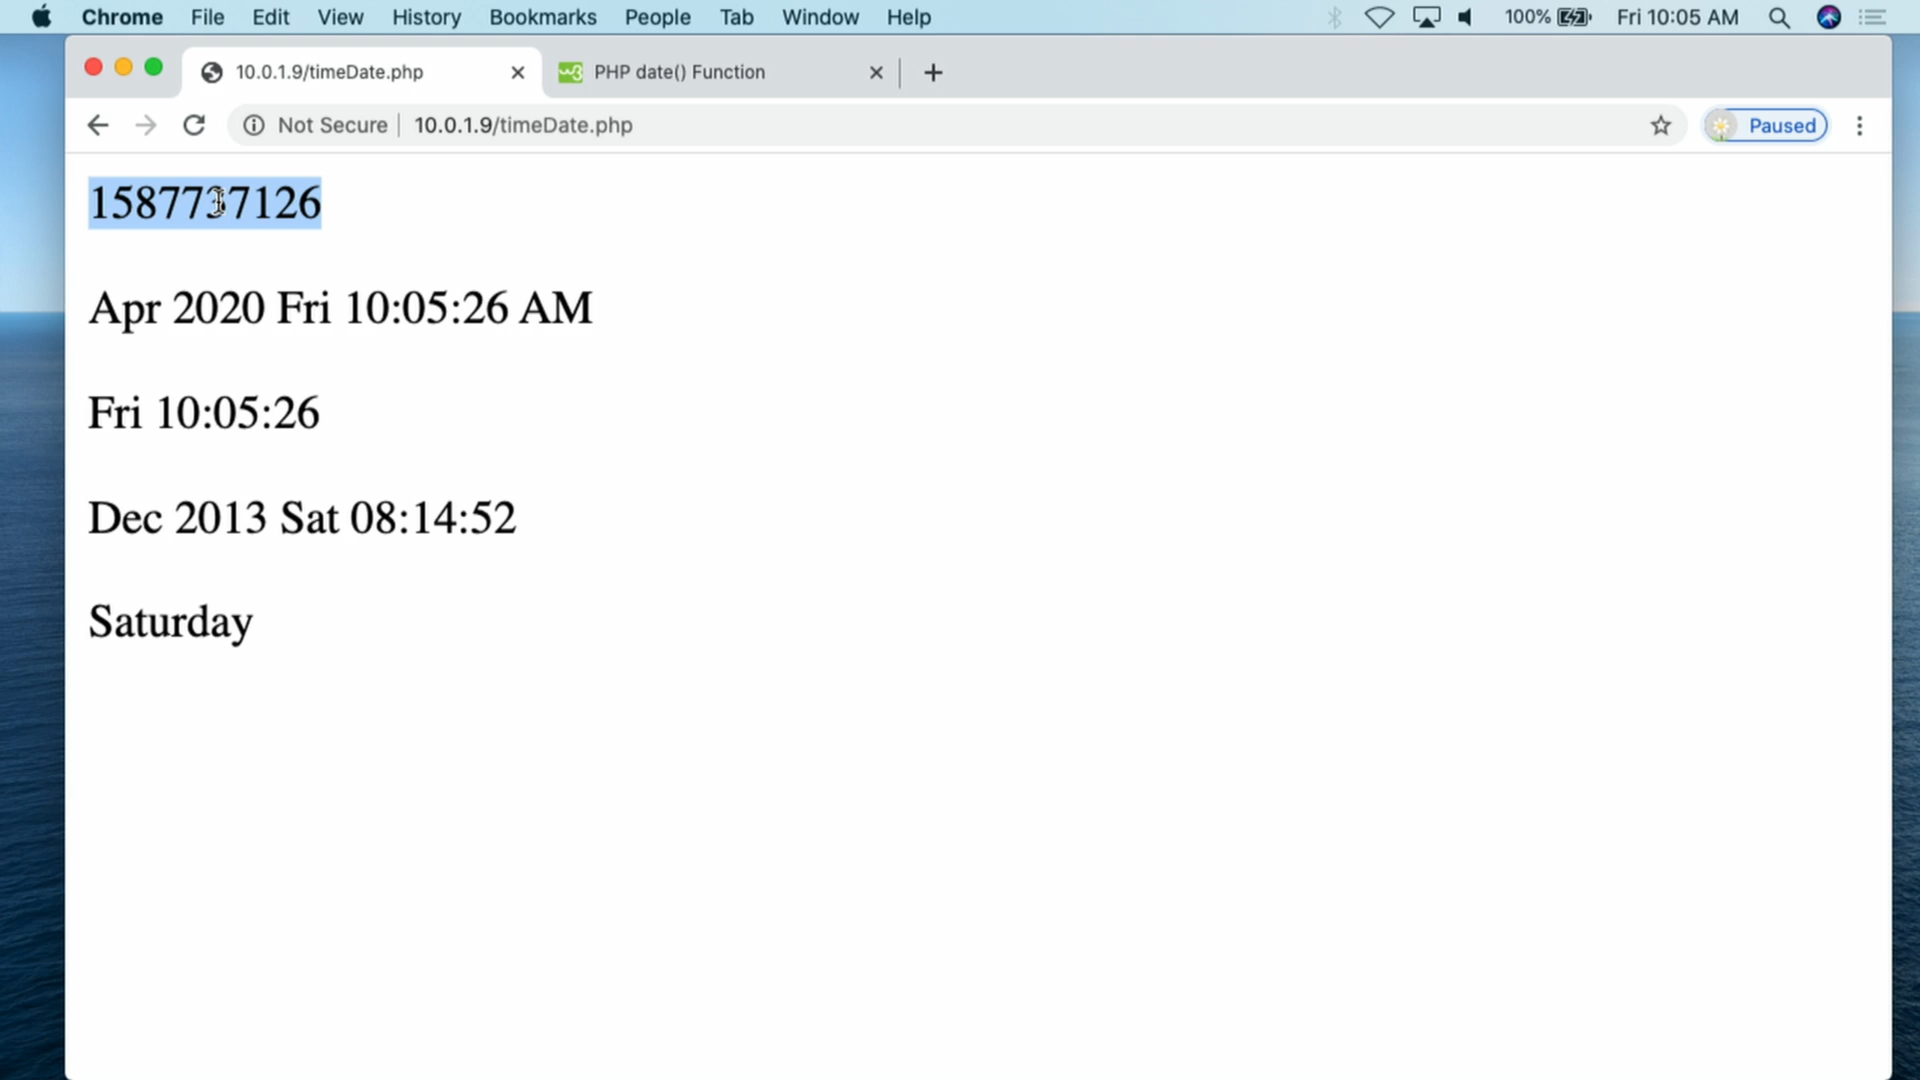 Chrome File Edit View History Bookmarks People Tab Window Help 100% Fri 10:05 AM
10.0.1.9/timeDate.php PHP date() Function
Not Secure 10.0.1.9/timeDate.php Paused
1587737126
Apr 2020 Fri 10:05:26 AM
Fri 10:05:26
Dec 2013 Sat 08:14:52
Saturday